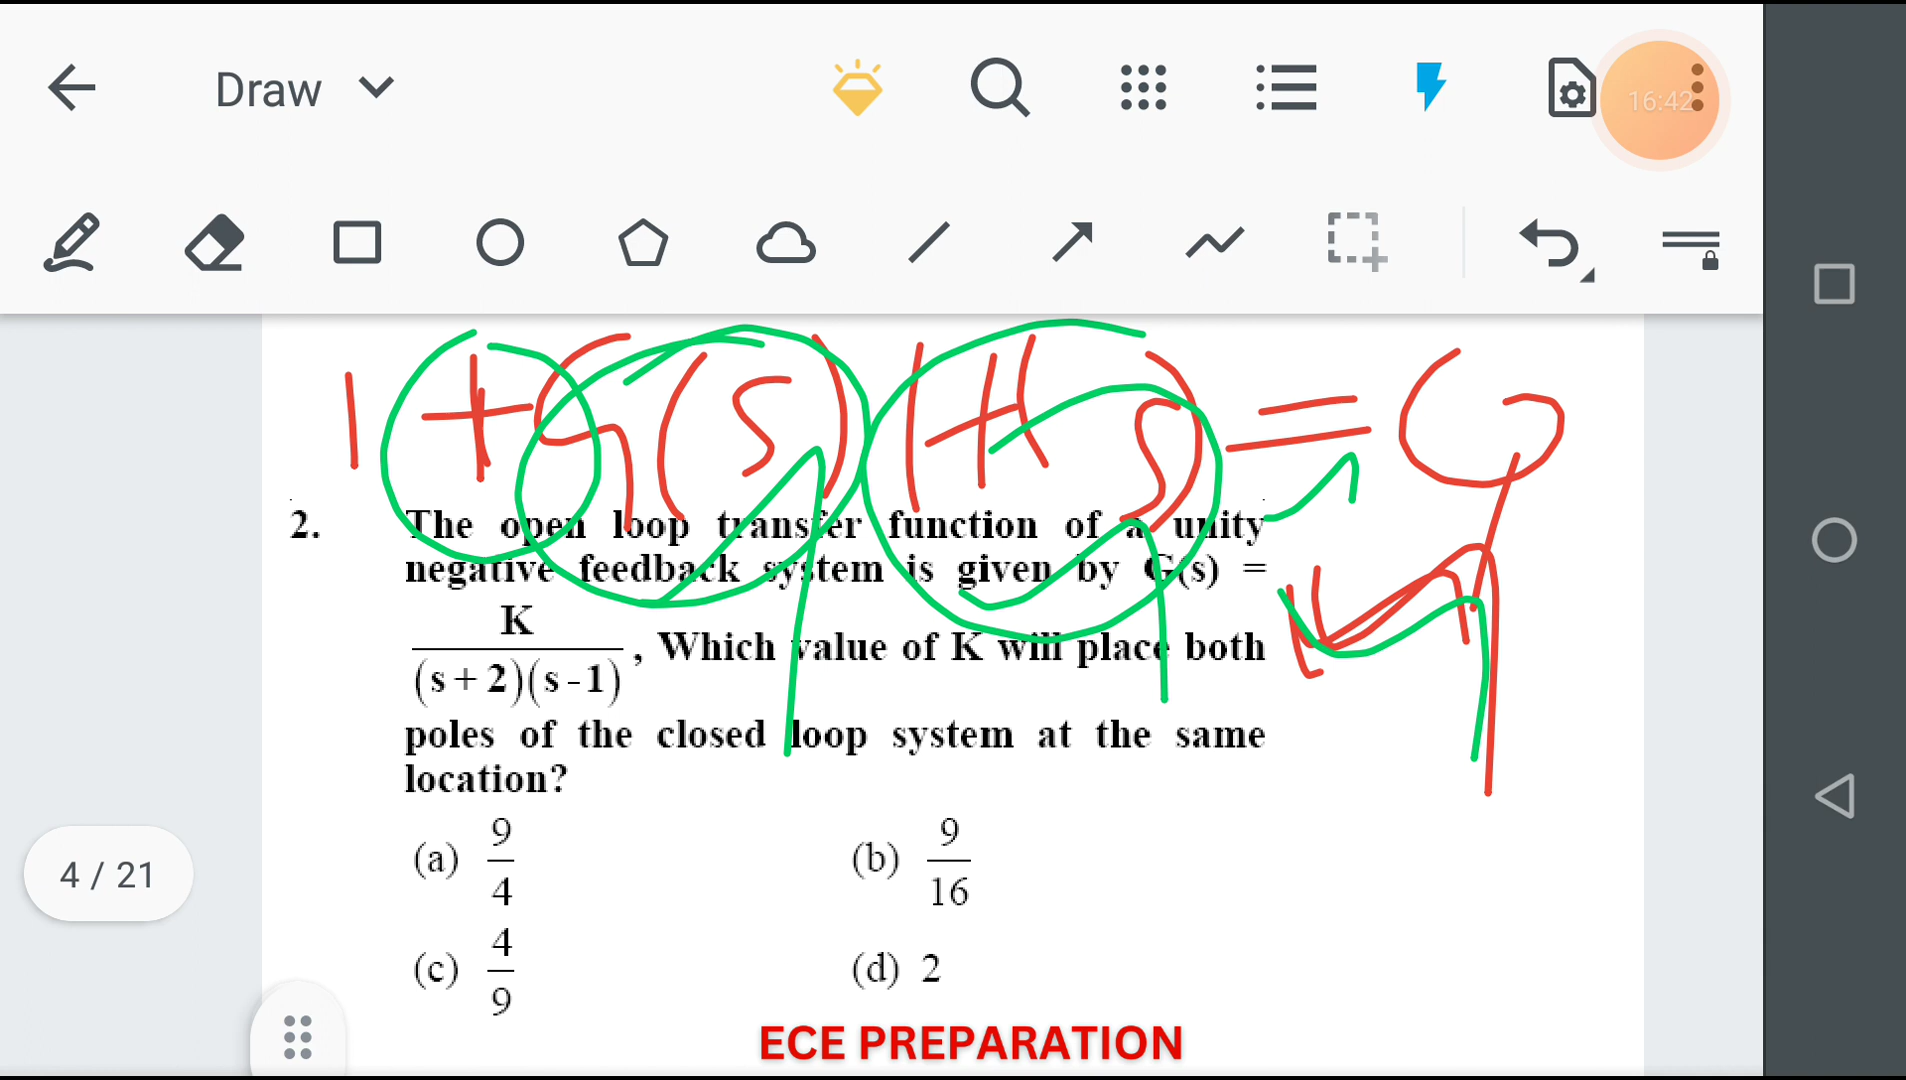 Draw
16:42
1 + G(s) H(s) = 0
2. The open loop transfer function of a unity
negative feedback system is given by G(s) =
K
(s+2)(s-1)
, Which value of K will place both
poles of the closed loop system at the same
location?
(a) 9/4 (b) 9/16
(c) 4/9 (d) 2
4 / 21
ECE PREPARATION